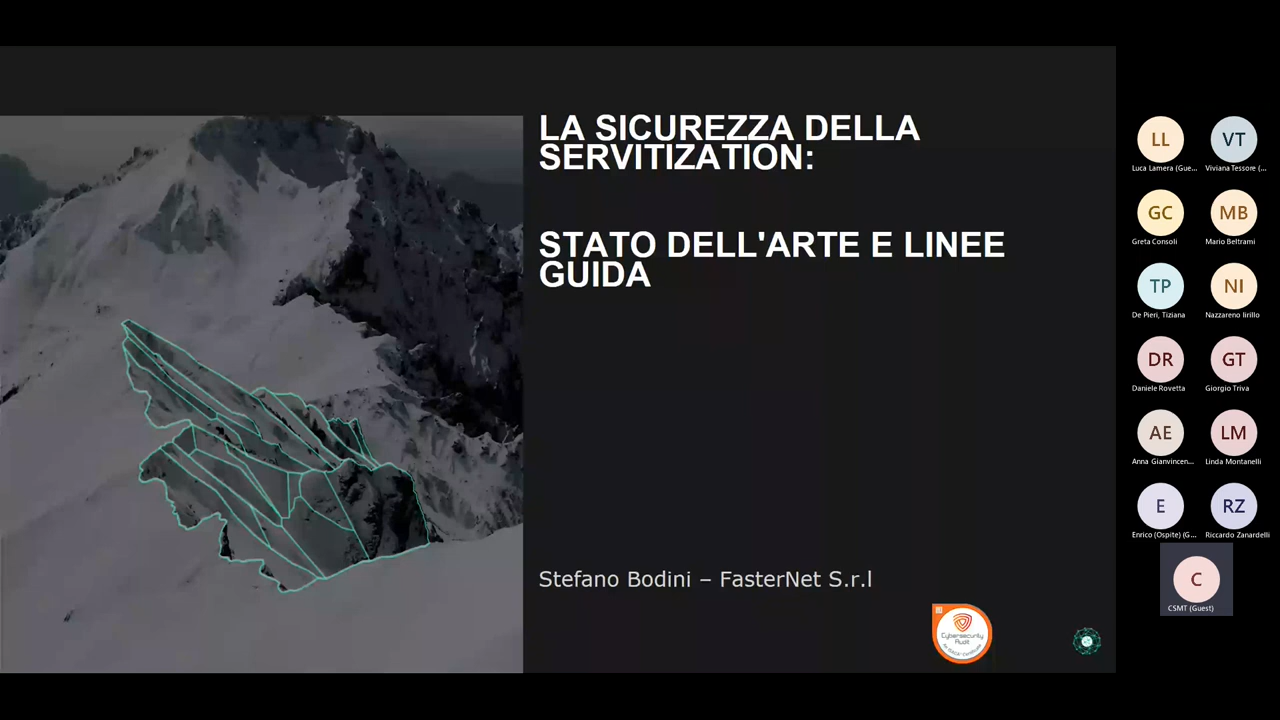 LA SICUREZZA DELLA
SERVITIZATION:
STATO DELL'ARTE E LINEE
GUIDA
Stefano Bodini – FasterNet S.r.l
Cybersecurity
Audit
LL
VT
Luca Lamera (Gue...
Viviana Tessore (...
GC
MB
Greta Consoli
Mario Beltrami
TP
NI
De Pieri, Tiziana
Nazzareno Iirillo
DR
GT
Daniele Rovetta
Giorgio Triva
AE
LM
Anna Gianvincen...
Linda Montanelli
E
RZ
Enrico (Ospite) (G...
Riccardo Zanardelli
C
CSMT (Guest)